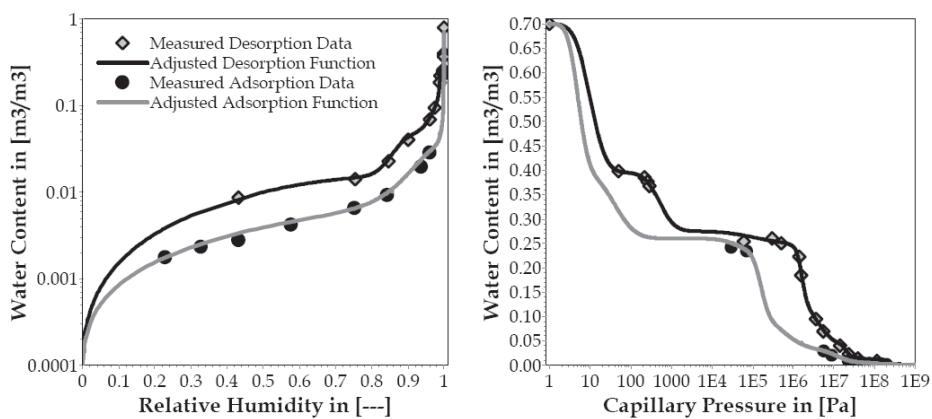 Water Content in [m3/m3]
1
0.1
0.01
0.001
0.0001
Measured Desorption Data
Adjusted Desorption Function
Measured Adsorption Data
Adjusted Adsorption Function
0 0.1 0.2 0.3 0.4 0.5 0.6 0.7 0.8 0.9 1
Relative Humidity in [---]
Water Content in [m3/m3]
0.70
0.65
0.60
0.55
0.50
0.45
0.40
0.35
0.30
0.25
0.20
0.15
0.10
0.05
0.00
1 10 100 1000 1E4 1E5 1E6 1E7 1E8 1E9
Capillary Pressure in [Pa]